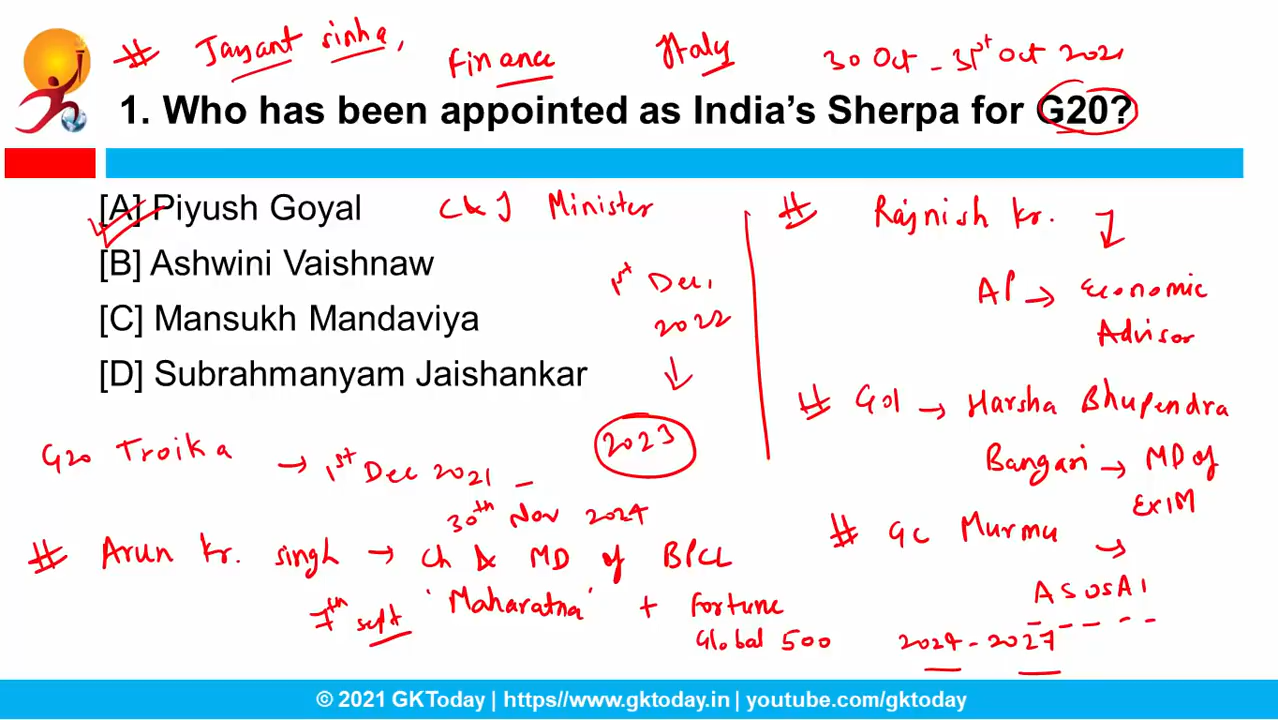 # Jayant Sinha, Finance Italy 30 Oct - 31st Oct 2021
1. Who has been appointed as India's Sherpa for G20?
[A] Piyush Goyal C & I Minister
[B] Ashwini Vaishnaw
[C] Mansukh Mandaviya
[D] Subrahmanyam Jaishankar
1st Dec,
2022
↓
2023
G20 Troika → 1st Dec 2021 -
30th Nov 2024
# Arun Kr. Singh → Ch & MD of BPCL
7th Sept 'Maharatna' + Fortune
Global 500
# Rajnish Kr.
↓
AP → Economic
Advisor
# GOI → Harsha Bhupendra
Bangari → MD of
EXIM
# GC Murmu →
ASOSAI
2024-2027
© 2021 GKToday | https//www.gktoday.in | youtube.com/gktoday